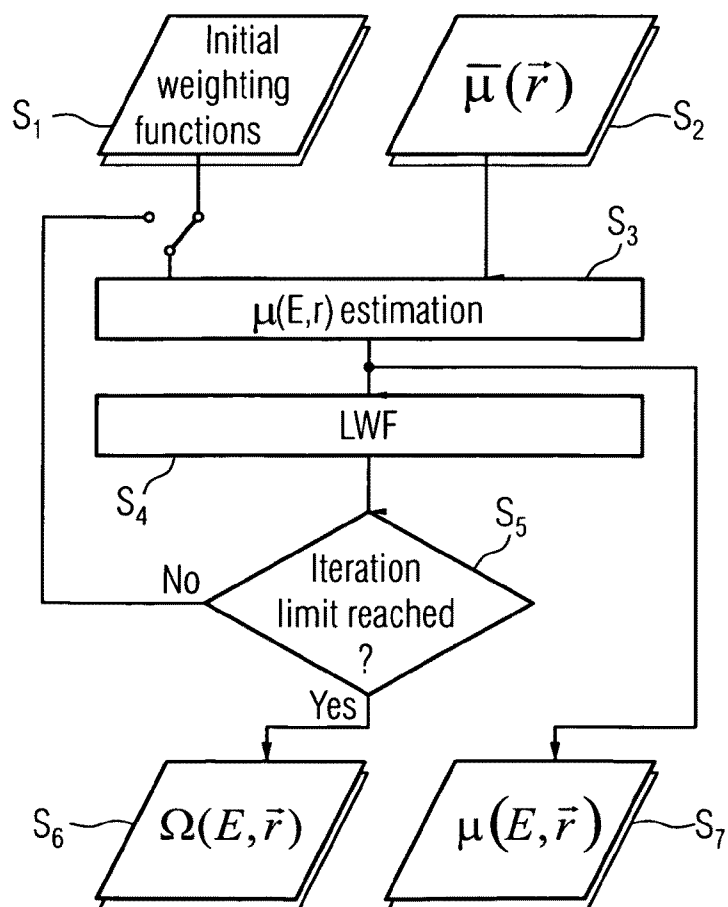 Initial
weighting
functions
S₁
μ̄(r⃗)
S₂
S₃
μ(E,r) estimation
LWF
S₄
S₅
No
Iteration
limit reached
?
Yes
S₆
Ω(E,r⃗)
μ(E,r⃗)
S₇